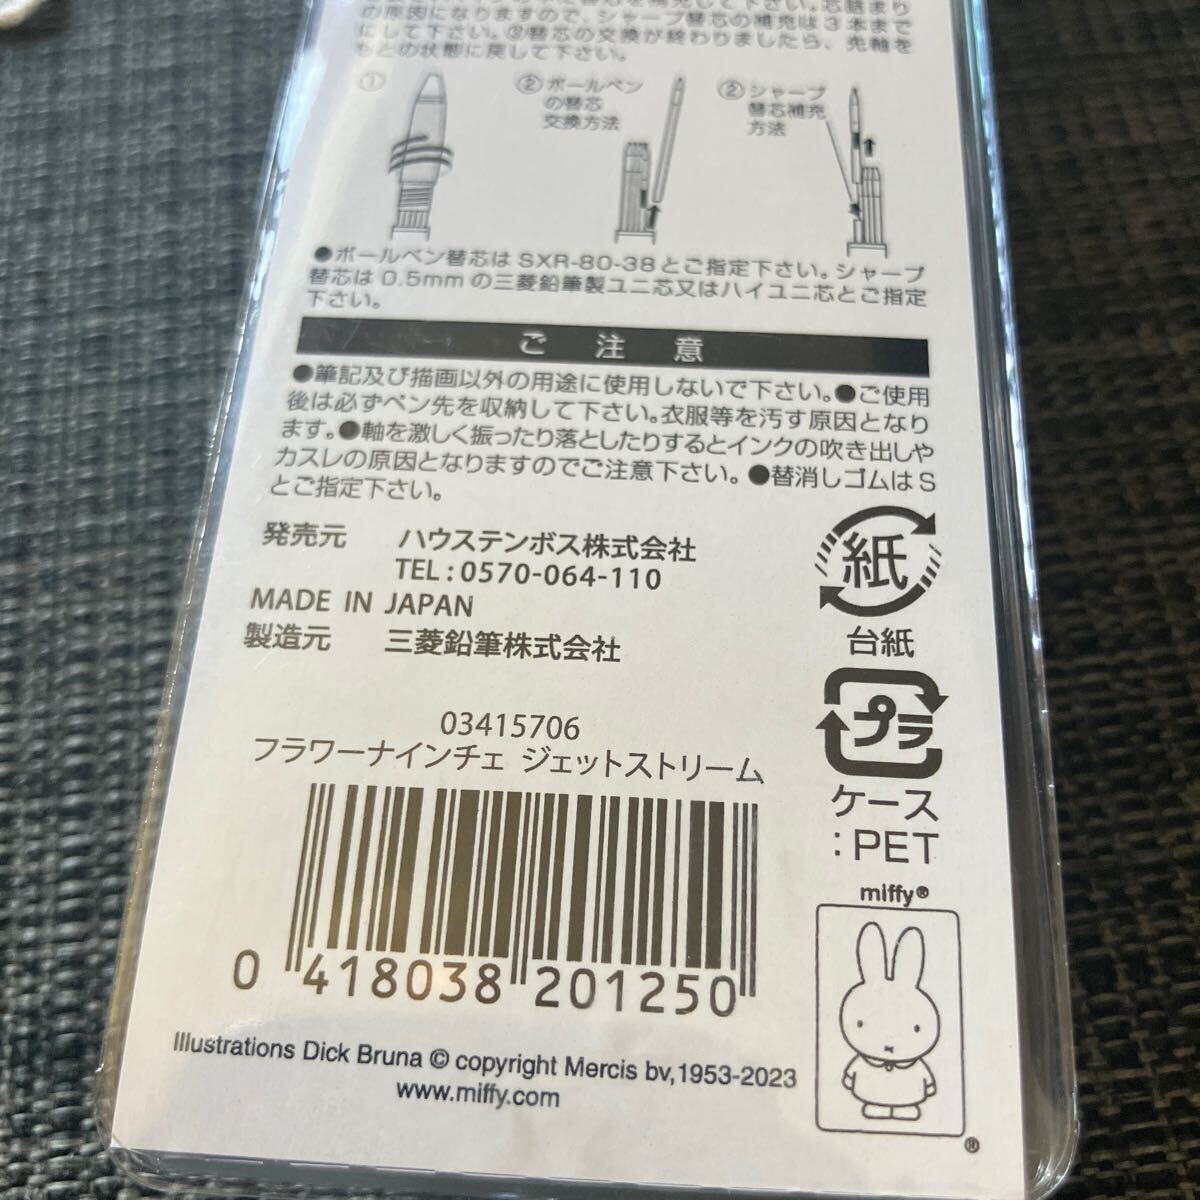 の原因になりますので、シャープ替芯の補充は3本まで
にして下さい。③替芯の交換が終わりましたら、先軸を
もとの状態に戻して下さい。
①
② ボールペン
の替芯
交換方法
② シャープ
替芯補充
方法
●ボールペン替芯はSXR-80-38とご指定下さい。シャープ
替芯は0.5mmの三菱鉛筆製ユニ芯又はハイユニ芯とご指定
下さい。
ご注意
●筆記及び描画以外の用途に使用しないで下さい。●ご使用
後は必ずペン先を収納して下さい。衣服等を汚す原因となり
ます。●軸を激しく振ったり落としたりするとインクの吹き出しや
カスレの原因となりますのでご注意下さい。●替消しゴムはS
とご指定下さい。
発売元 ハウステンボス株式会社
TEL:0570-064-110
MADE IN JAPAN
製造元 三菱鉛筆株式会社
紙
台紙
プラ
ケース
:PET
03415706
フラワーナインチェ ジェットストリーム
0 418038 201250
miffy®
®
Illustrations Dick Bruna © copyright Mercis bv,1953-2023
www.miffy.com